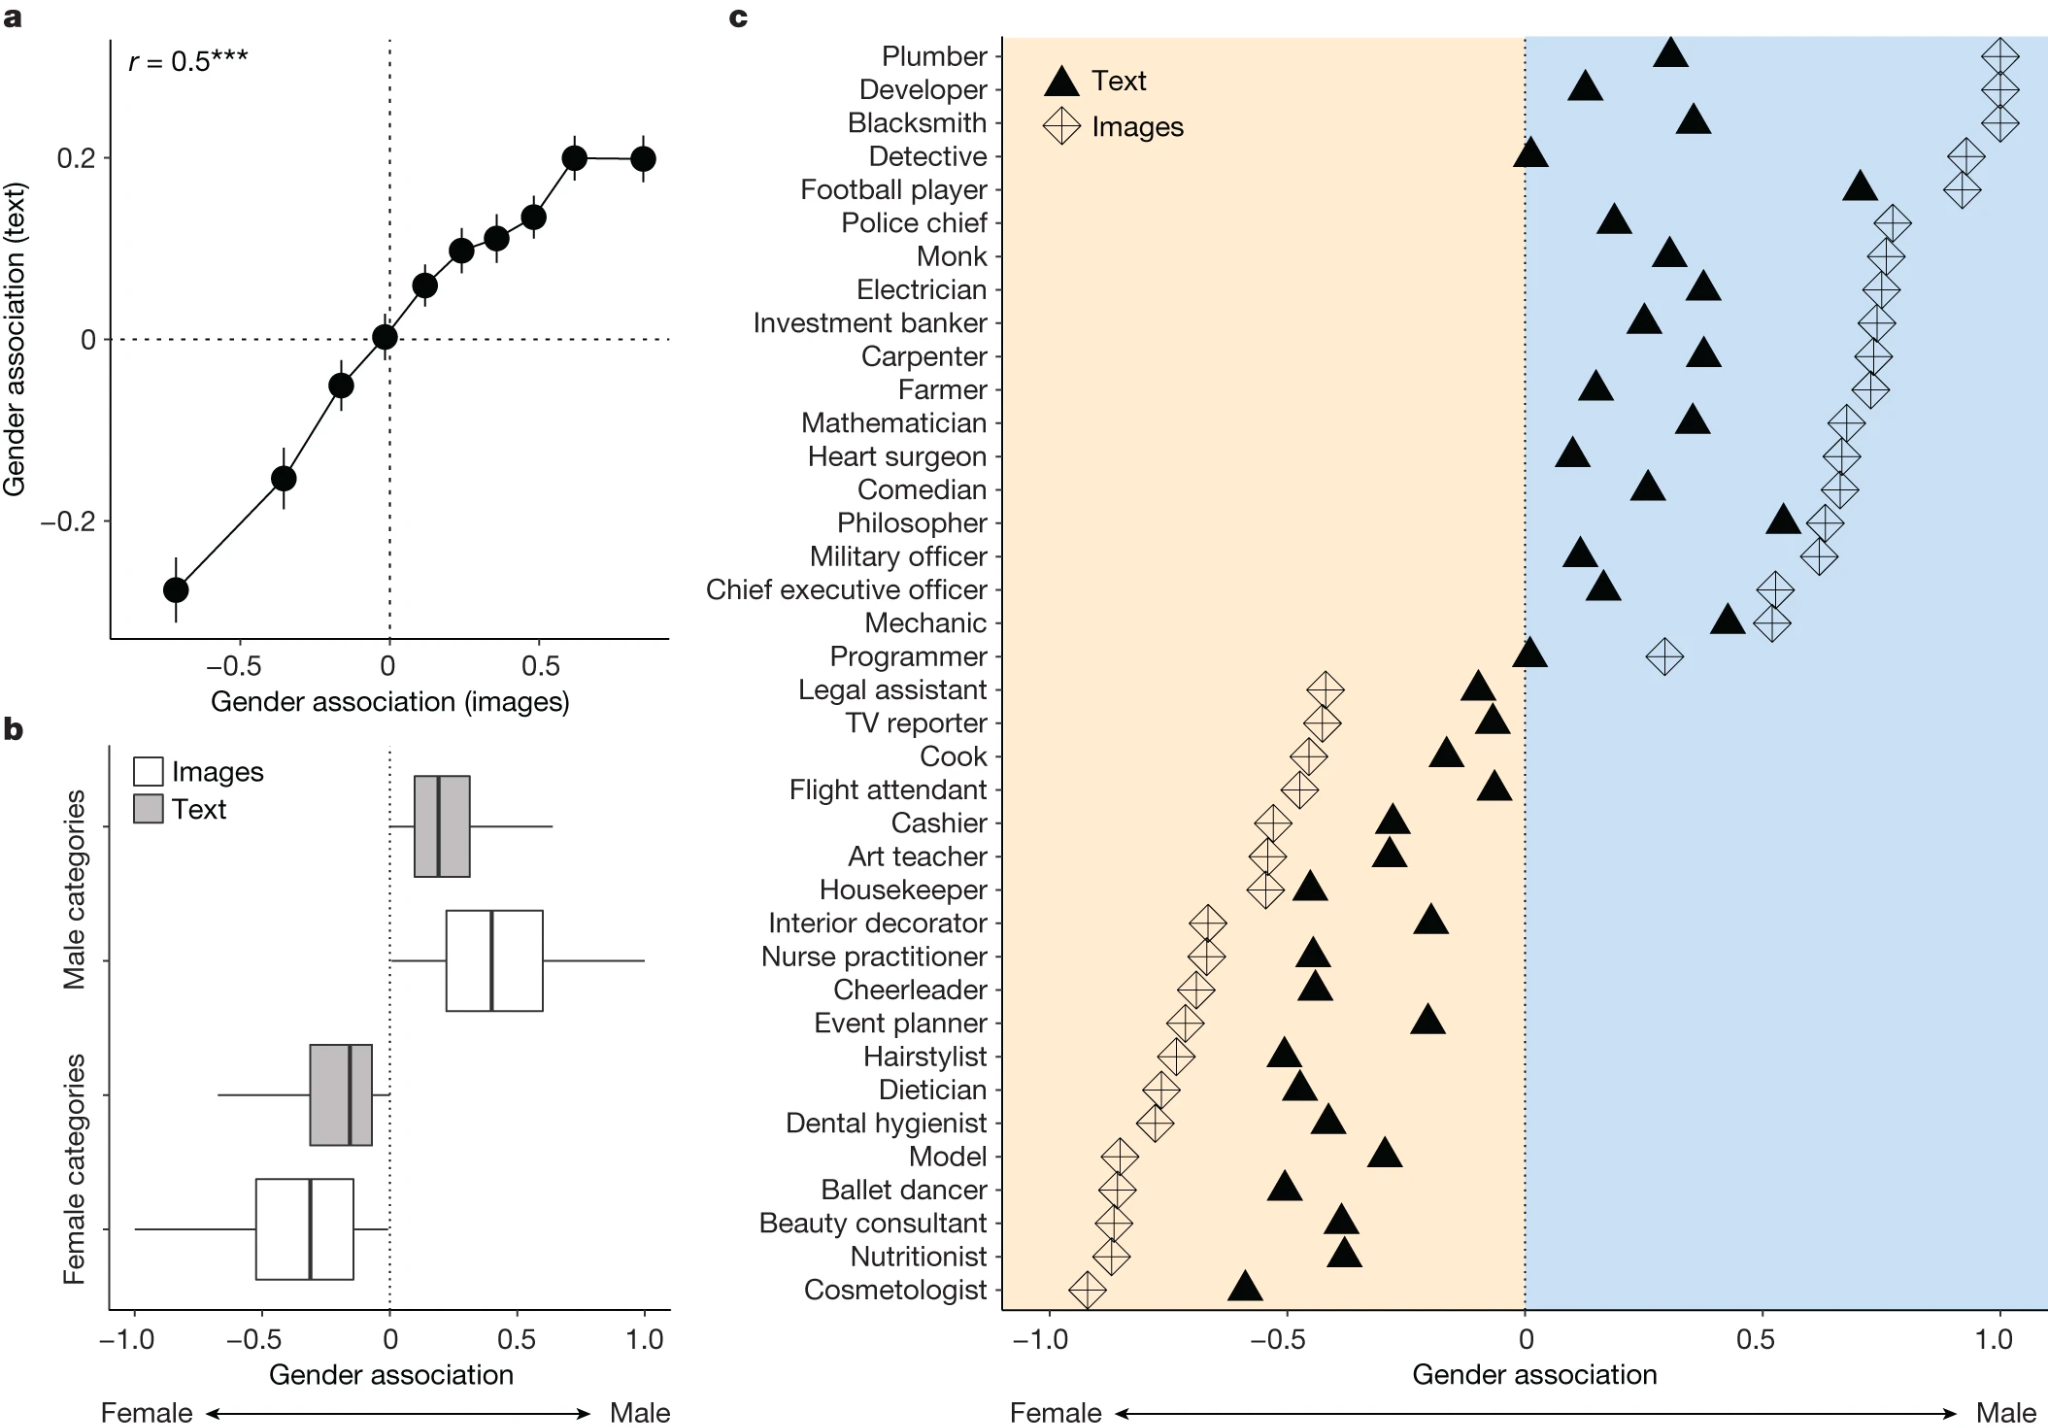 a
r = 0.5***
0.2
0
−0.2
Gender association (text)
−0.5
0
0.5
Gender association (images)
b
Images
Text
Male categories
Female categories
−1.0
−0.5
0
0.5
1.0
Gender association
Female
Male
c
Text
Images
Plumber
Developer
Blacksmith
Detective
Football player
Police chief
Monk
Electrician
Investment banker
Carpenter
Farmer
Mathematician
Heart surgeon
Comedian
Philosopher
Military officer
Chief executive officer
Mechanic
Programmer
Legal assistant
TV reporter
Cook
Flight attendant
Cashier
Art teacher
Housekeeper
Interior decorator
Nurse practitioner
Cheerleader
Event planner
Hairstylist
Dietician
Dental hygienist
Model
Ballet dancer
Beauty consultant
Nutritionist
Cosmetologist
−1.0
−0.5
0
0.5
1.0
Gender association
Female
Male